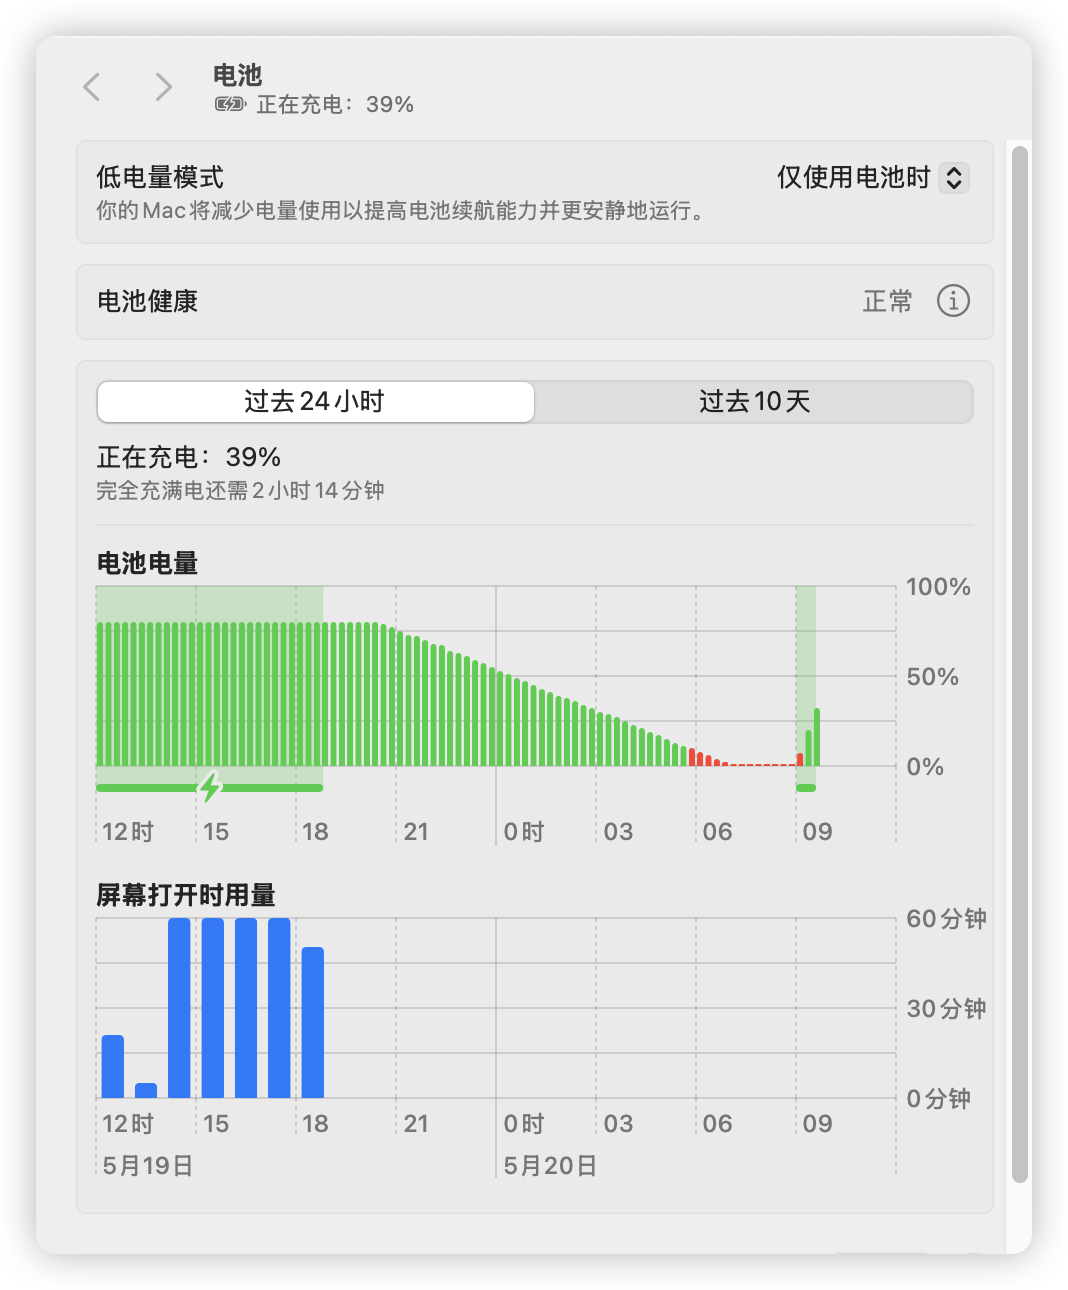 电池
正在充电：39%
低电量模式 仅使用电池时
你的Mac将减少电量使用以提高电池续航能力并更安静地运行。
电池健康 正常
过去24小时 过去10天
正在充电：39%
完全充满电还需2小时14分钟
电池电量
100%
50%
0%
12时 15 18 21 0时 03 06 09
屏幕打开时用量
60分钟
30分钟
0分钟
12时 15 18 21 0时 03 06 09
5月19日 5月20日